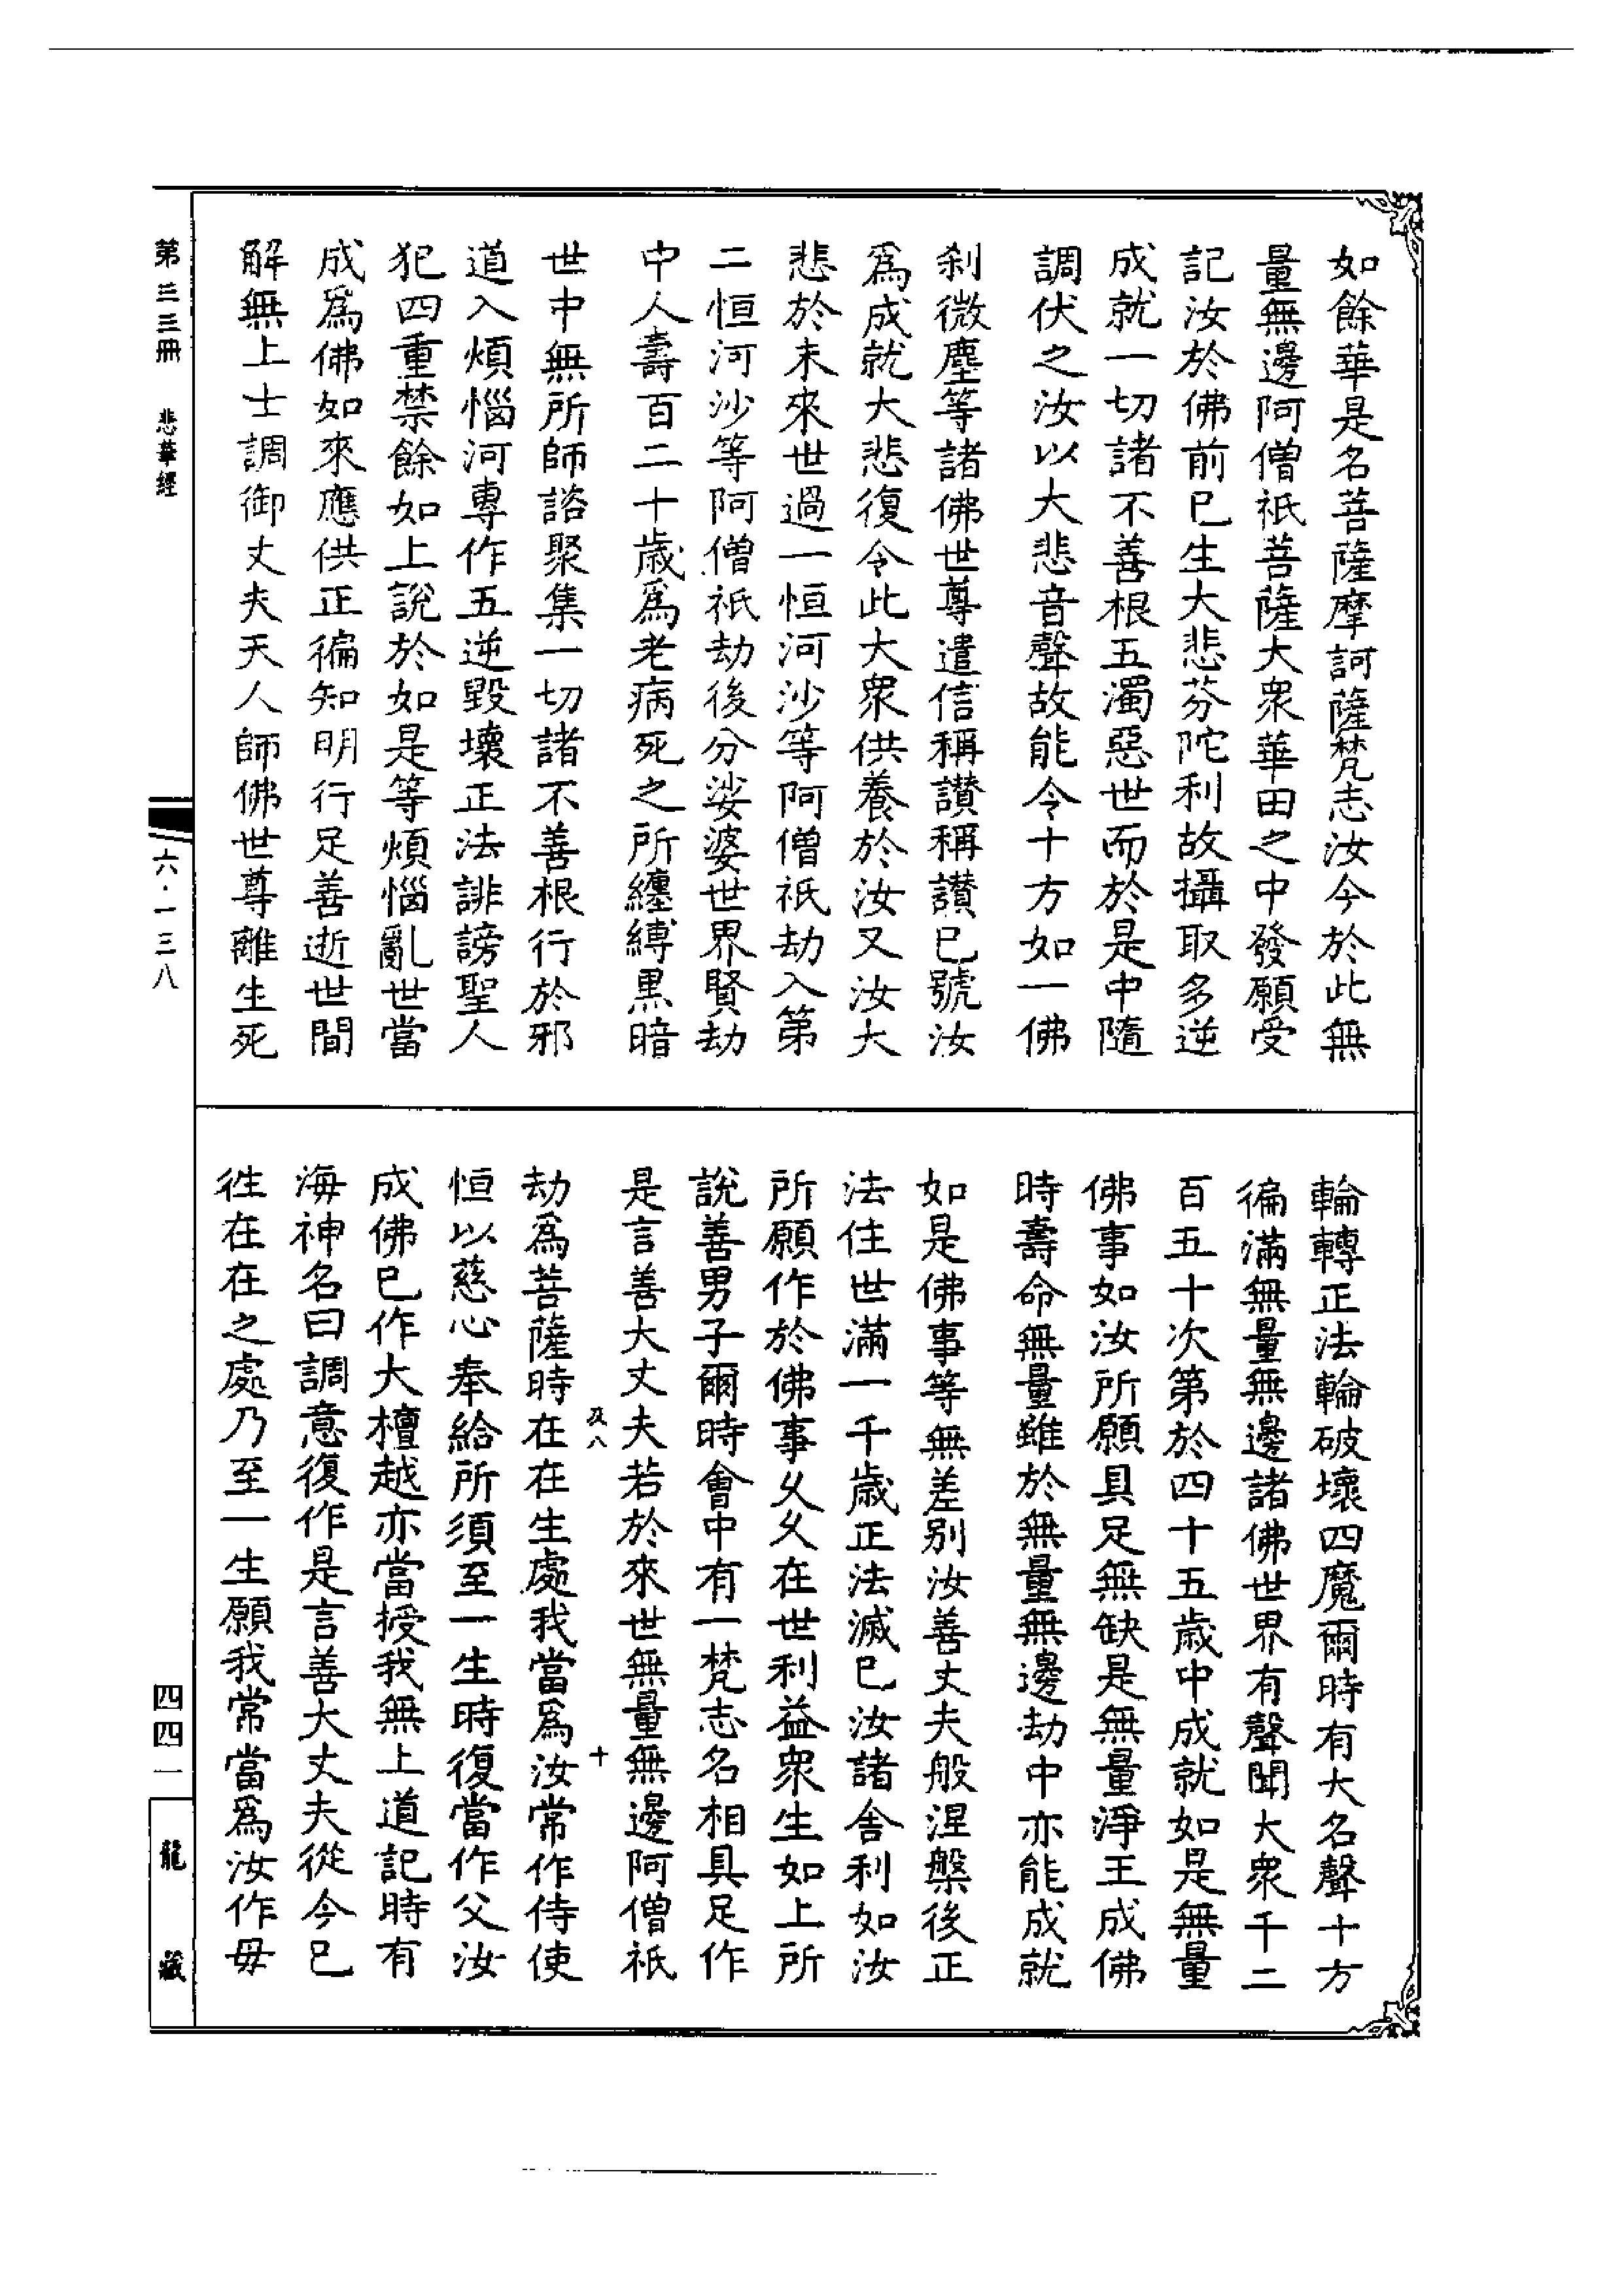 如餘華是名菩薩摩訶薩梵志汝今於此無
量無邊阿僧祇菩薩大衆華田之中發願受
記汝於佛前已生大悲芬陀利故攝取多逆
成就一切諸不善根五濁惡世而於是中隨
調伏之汝以大悲音聲故能令十方如一佛
刹微塵等諸佛世尊遣信稱讃稱讃已號汝
爲成就大悲復令此大衆供養於汝又汝大
悲於未來世過一恒河沙等阿僧祇劫入第
二恒河沙等阿僧祇劫後分娑婆世界賢劫
中人壽百二十歲爲老病死之所纏縛黒暗
世中無所師諮聚集一切諸不善根行於邪
道入煩惱河專作五逆毀壞正法誹謗聖人
犯四重禁餘如上說於如是等煩惱亂世當
成爲佛如來應供正徧知明行足善逝世間
解無上士調御丈夫天人師佛世尊離生死
輪轉正法輪破壞四魔爾時有大名聲十方
徧滿無量無邊諸佛世界有聲聞大衆千二
百五十次第於四十五歲中成就如是無量
佛事如汝所願具足無缺是無量淨王成佛
時壽命無量雖於無量無邊劫中亦能成就
如是佛事等無差别汝善丈夫般涅槃後正
法住世滿一千歲正法滅已汝諸舍利如汝
所願作於佛事久久在世利益衆生如上所
說善男子爾時會中有一梵志名相具足作
是言善大丈夫若於來世無量無邊阿僧祇
及八 十
劫爲菩薩時在在生處我當爲汝常作侍使
恒以慈心奉給所須至一生時復當作父汝
成佛已作大檀越亦當授我無上道記時有
海神名曰調意復作是言善大丈夫從今已
徃在在之處乃至一生願我常當爲汝作毋
第三三冊 悲華經
六·一三八
四四一
龍藏